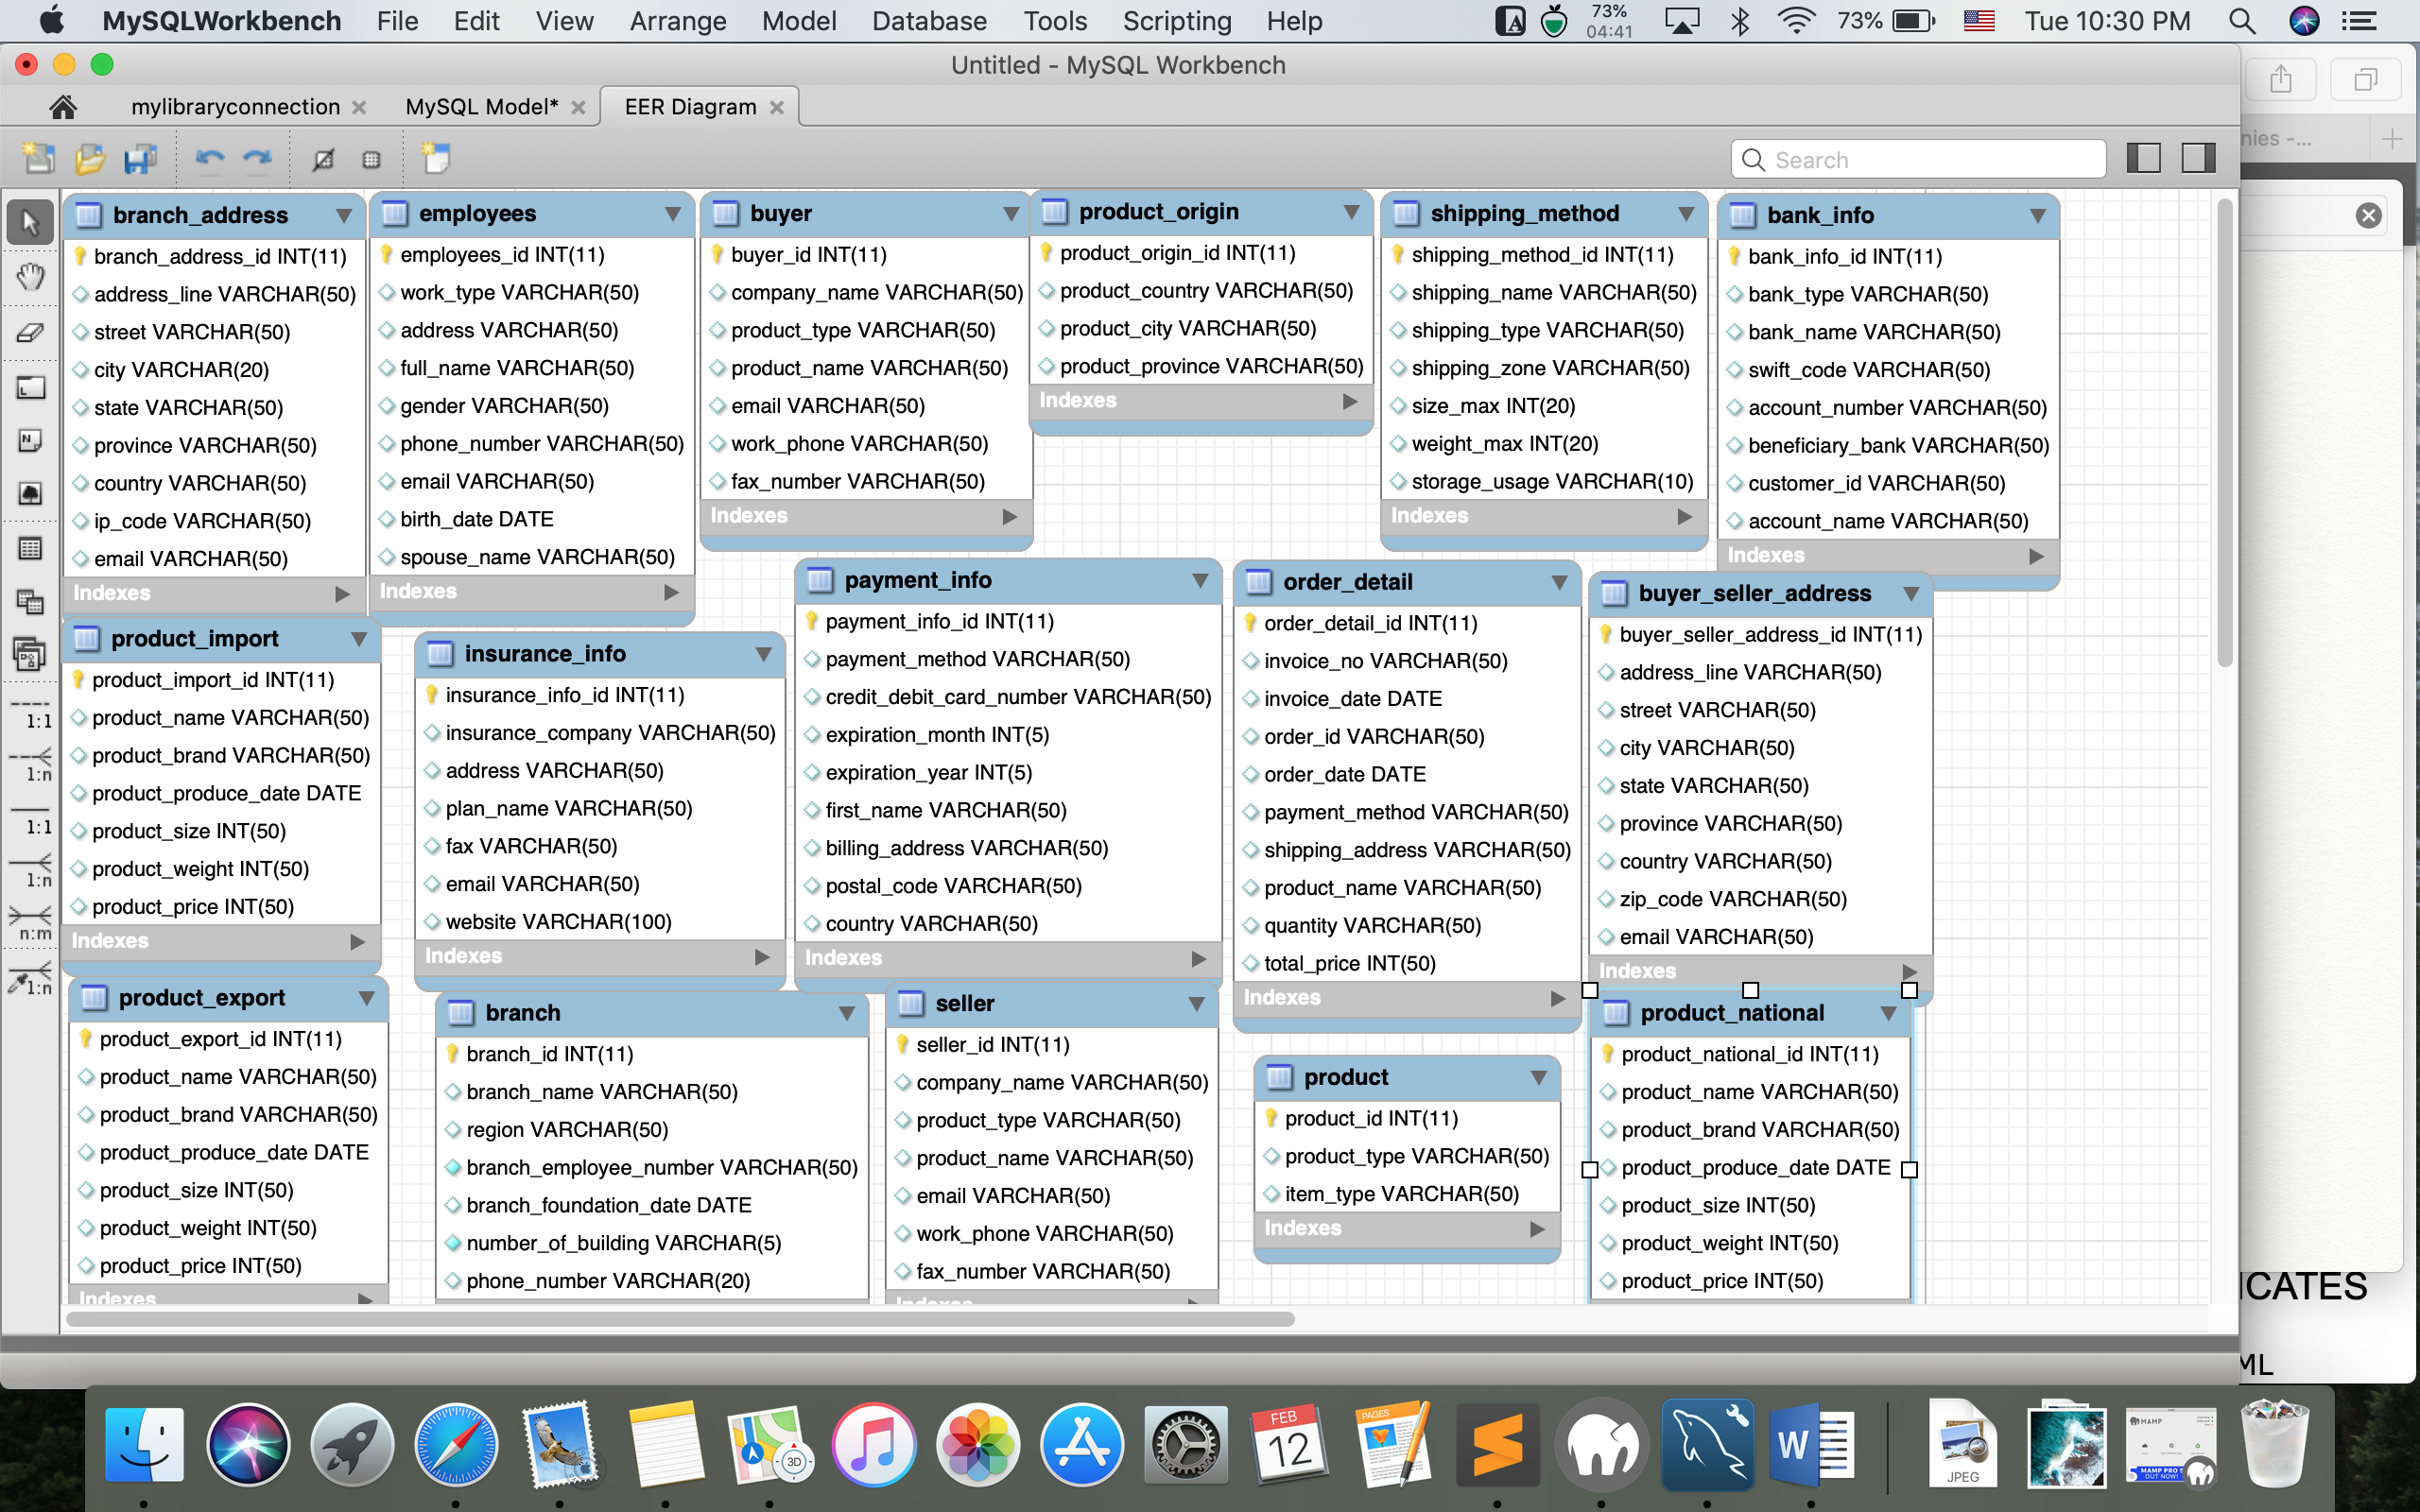 MySQLWorkbench File Edit View Arrange Model Database Tools Scripting Help 73% 04:41 73% Tue 10:30 PM
Untitled - MySQL Workbench
mylibraryconnection MySQL Model* EER Diagram
nies -...
Search
branch_address
branch_address_id INT(11)
address_line VARCHAR(50)
street VARCHAR(50)
city VARCHAR(20)
state VARCHAR(50)
province VARCHAR(50)
country VARCHAR(50)
ip_code VARCHAR(50)
email VARCHAR(50)
Indexes
employees
employees_id INT(11)
work_type VARCHAR(50)
address VARCHAR(50)
full_name VARCHAR(50)
gender VARCHAR(50)
phone_number VARCHAR(50)
email VARCHAR(50)
birth_date DATE
spouse_name VARCHAR(50)
Indexes
buyer
buyer_id INT(11)
company_name VARCHAR(50)
product_type VARCHAR(50)
product_name VARCHAR(50)
email VARCHAR(50)
work_phone VARCHAR(50)
fax_number VARCHAR(50)
Indexes
product_origin
product_origin_id INT(11)
product_country VARCHAR(50)
product_city VARCHAR(50)
product_province VARCHAR(50)
Indexes
shipping_method
shipping_method_id INT(11)
shipping_name VARCHAR(50)
shipping_type VARCHAR(50)
shipping_zone VARCHAR(50)
size_max INT(20)
weight_max INT(20)
storage_usage VARCHAR(10)
Indexes
bank_info
bank_info_id INT(11)
bank_type VARCHAR(50)
bank_name VARCHAR(50)
swift_code VARCHAR(50)
account_number VARCHAR(50)
beneficiary_bank VARCHAR(50)
customer_id VARCHAR(50)
account_name VARCHAR(50)
Indexes
product_import
product_import_id INT(11)
product_name VARCHAR(50)
product_brand VARCHAR(50)
product_produce_date DATE
product_size INT(50)
product_weight INT(50)
product_price INT(50)
Indexes
insurance_info
insurance_info_id INT(11)
insurance_company VARCHAR(50)
address VARCHAR(50)
plan_name VARCHAR(50)
fax VARCHAR(50)
email VARCHAR(50)
website VARCHAR(100)
Indexes
payment_info
payment_info_id INT(11)
payment_method VARCHAR(50)
credit_debit_card_number VARCHAR(50)
expiration_month INT(5)
expiration_year INT(5)
first_name VARCHAR(50)
billing_address VARCHAR(50)
postal_code VARCHAR(50)
country VARCHAR(50)
Indexes
order_detail
order_detail_id INT(11)
invoice_no VARCHAR(50)
invoice_date DATE
order_id VARCHAR(50)
order_date DATE
payment_method VARCHAR(50)
shipping_address VARCHAR(50)
product_name VARCHAR(50)
quantity VARCHAR(50)
total_price INT(50)
Indexes
buyer_seller_address
buyer_seller_address_id INT(11)
address_line VARCHAR(50)
street VARCHAR(50)
city VARCHAR(50)
state VARCHAR(50)
province VARCHAR(50)
country VARCHAR(50)
zip_code VARCHAR(50)
email VARCHAR(50)
Indexes
1:1
1:n
1:1
1:n
n:m
1:n
product_export
product_export_id INT(11)
product_name VARCHAR(50)
product_brand VARCHAR(50)
product_produce_date DATE
product_size INT(50)
product_weight INT(50)
product_price INT(50)
Indexes
branch
branch_id INT(11)
branch_name VARCHAR(50)
region VARCHAR(50)
branch_employee_number VARCHAR(50)
branch_foundation_date DATE
number_of_building VARCHAR(5)
phone_number VARCHAR(20)
seller
seller_id INT(11)
company_name VARCHAR(50)
product_type VARCHAR(50)
product_name VARCHAR(50)
email VARCHAR(50)
work_phone VARCHAR(50)
fax_number VARCHAR(50)
Indexes
product
product_id INT(11)
product_type VARCHAR(50)
item_type VARCHAR(50)
Indexes
product_national
product_national_id INT(11)
product_name VARCHAR(50)
product_brand VARCHAR(50)
product_produce_date DATE
product_size INT(50)
product_weight INT(50)
product_price INT(50)
ICATES
ML
3D
FEB
12
PAGES
W
JPEG
MAMP
MAMP PRO
OUT NOW!